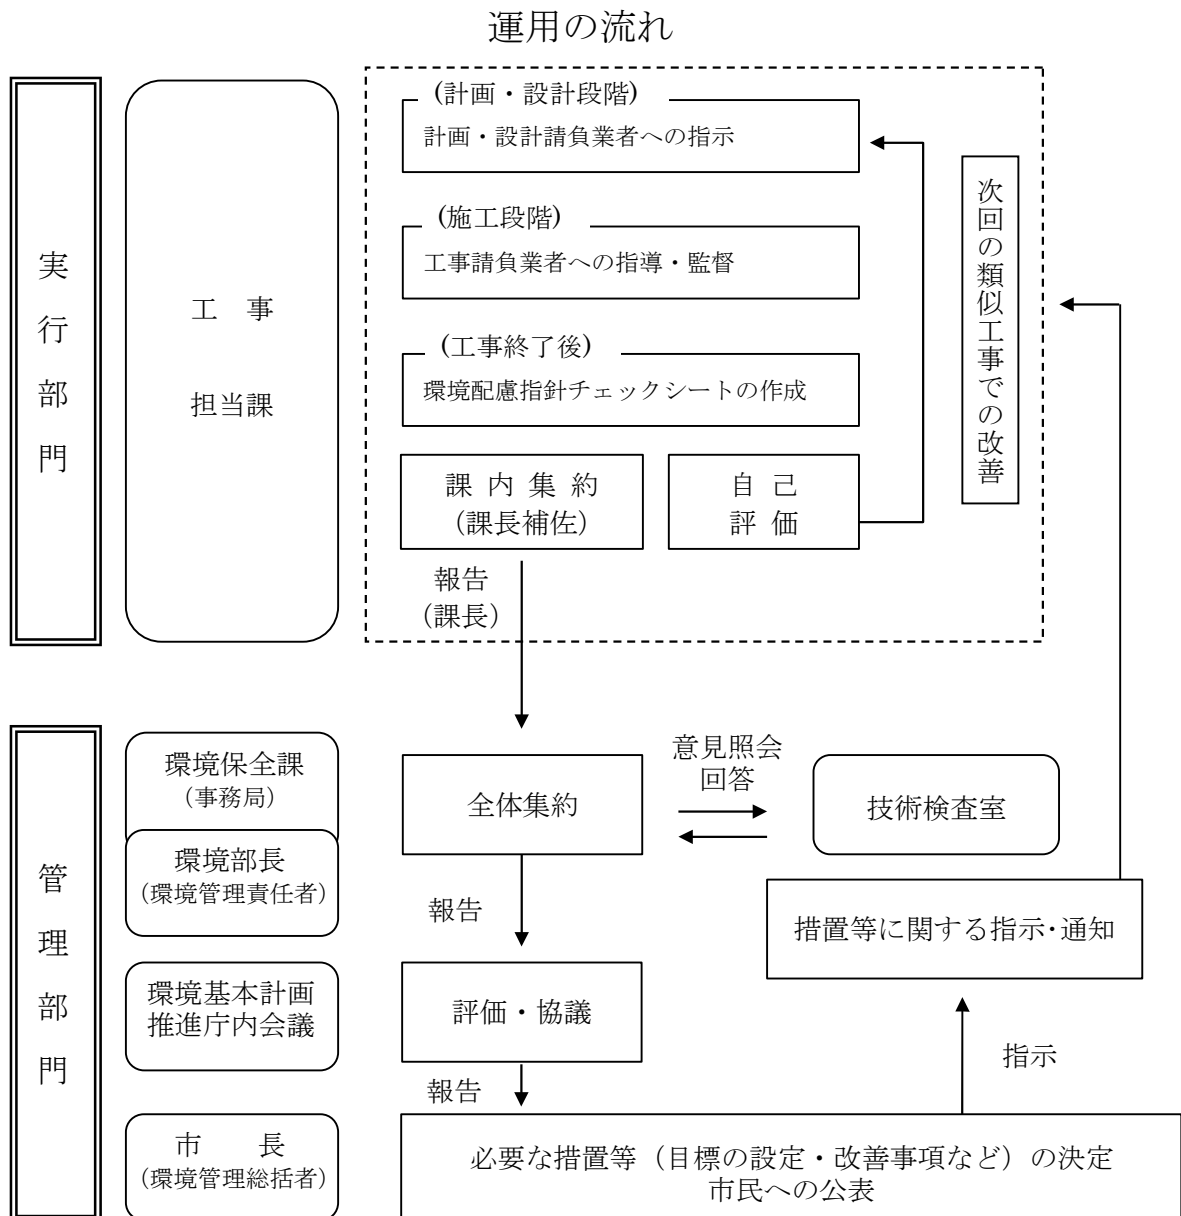 運用の流れ
実行部門
工　事
担当課
(計画・設計段階)
計画・設計請負業者への指示
(施工段階)
工事請負業者への指導・監督
(工事終了後)
環境配慮指針チェックシートの作成
課 内 集 約
(課長補佐)
自 己
評 価
次回の類似工事での改善
報告
(課長)
管理部門
環境保全課
(事務局)
環境部長
(環境管理責任者)
全体集約
意見照会
回答
技術検査室
報告
措置等に関する指示・通知
環境基本計画
推進庁内会議
評価・協議
指示
報告
市　　長
(環境管理総括者)
必要な措置等（目標の設定・改善事項など）の決定
市民への公表